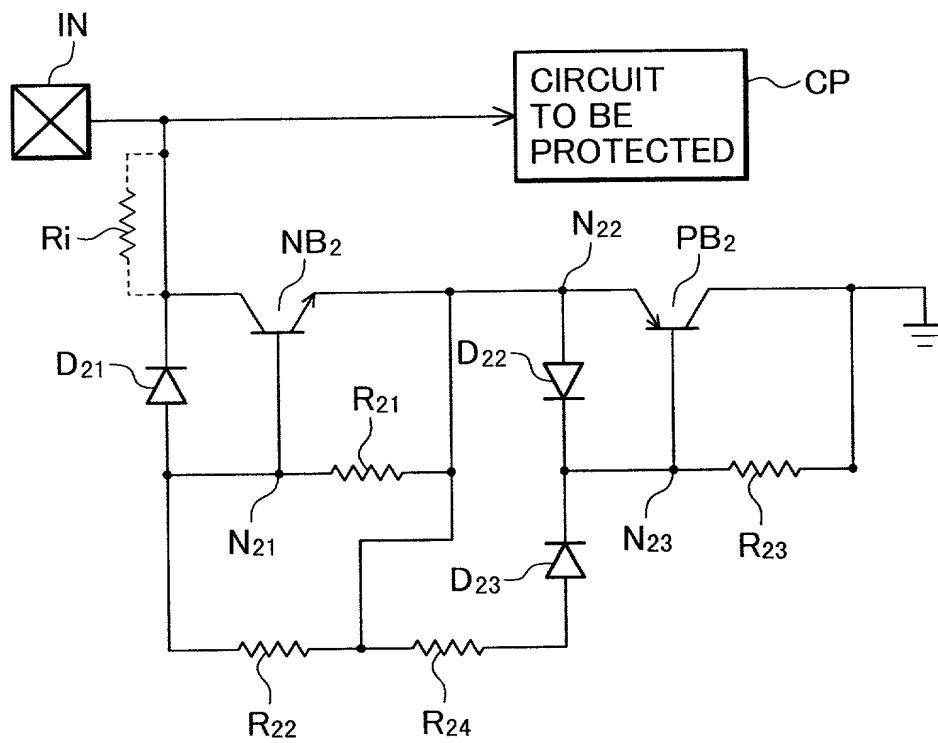 IN
CIRCUIT
TO BE
PROTECTED
CP
Ri
NB2
N22
PB2
D21
D22
R21
N21
N23
R23
D23
R22
R24